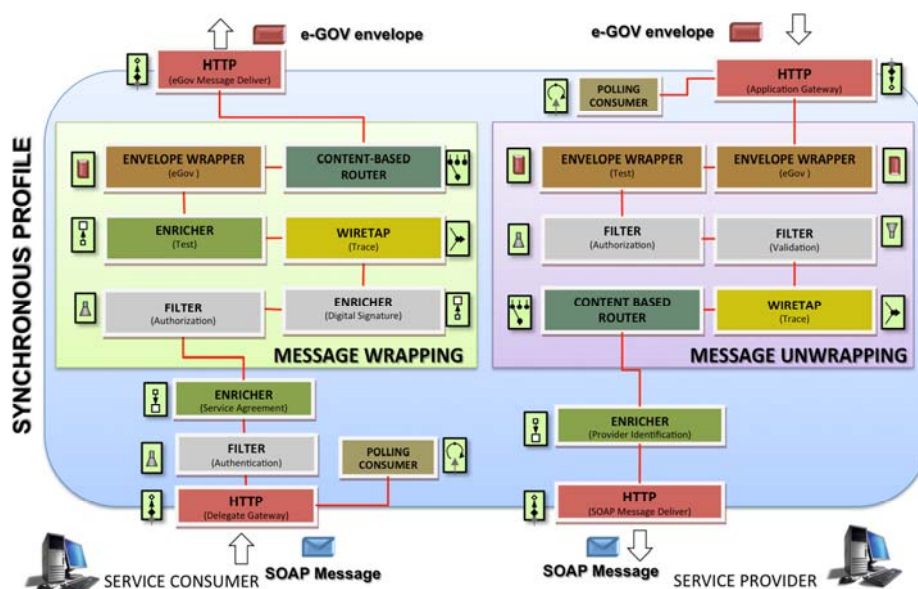 e-GOV envelope
HTTP
(eGov Message Deliver)
ENVELOPE WRAPPER
(eGov )
CONTENT-BASED
ROUTER
ENRICHER
(Test)
WIRETAP
(Trace)
FILTER
(Authorization)
ENRICHER
(Digital Signature)
MESSAGE WRAPPING
ENRICHER
(Service Agreement)
FILTER
(Authentication)
POLLING
CONSUMER
HTTP
(Delegate Gateway)
SERVICE CONSUMER
SOAP Message
SYNCHRONOUS PROFILE
e-GOV envelope
HTTP
(Application Gateway)
POLLING
CONSUMER
ENVELOPE WRAPPER
(Test)
ENVELOPE WRAPPER
(eGov)
FILTER
(Authorization)
FILTER
(Validation)
CONTENT BASED
ROUTER
WIRETAP
(Trace)
MESSAGE UNWRAPPING
ENRICHER
(Provider Identification)
HTTP
(SOAP Message Deliver)
SOAP Message
SERVICE PROVIDER